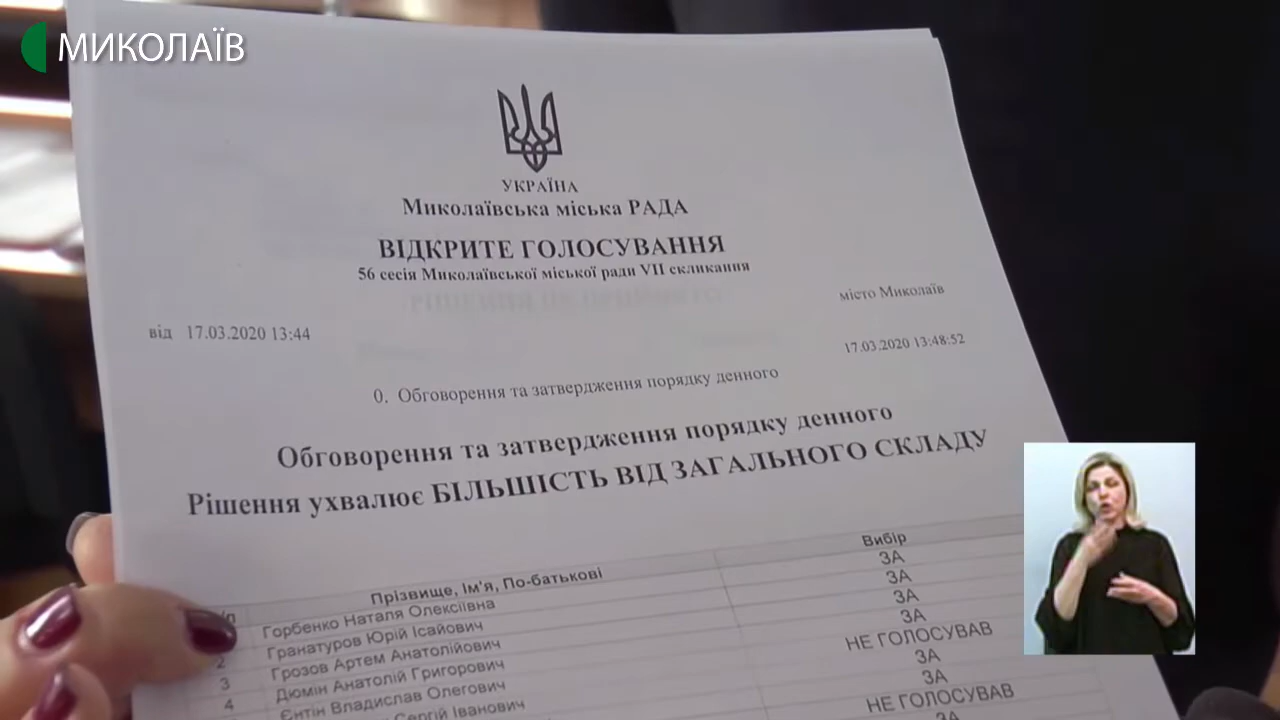 МИКОЛАЇВ
УКРАЇНА
Миколаївська міська РАДА
ВІДКРИТЕ ГОЛОСУВАННЯ
56 сесія Миколаївської міської ради VII скликання
місто Миколаїв
від 17.03.2020 13:44
17.03.2020 13:48:52
0. Обговорення та затвердження порядку денного
Обговорення та затвердження порядку денного
Рішення ухвалює БІЛЬШІСТЬ ВІД ЗАГАЛЬНОГО СКЛАДУ
Прізвище, Ім'я, По-батькові Вибір
Горбенко Наталя Олексіївна ЗА
2 Гранатуров Юрій Ісайович ЗА
3 Грозов Артем Анатолійович ЗА
4 Дюмін Анатолій Григорович ЗА
Єнтін Владислав Олегович НЕ ГОЛОСУВАВ
Сергій Іванович ЗА
ЗА
НЕ ГОЛОСУВАВ
ЗА